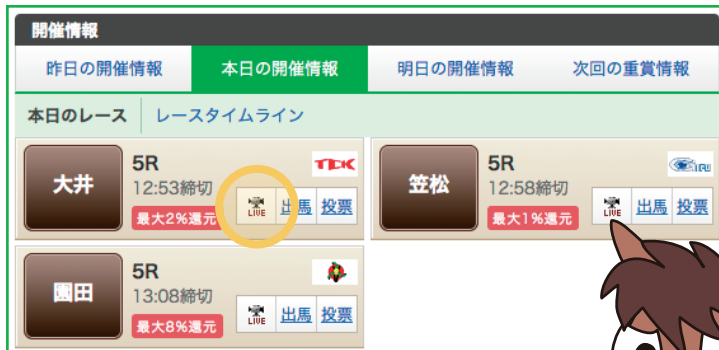 開催情報
昨日の開催情報
本日の開催情報
明日の開催情報
次回の重賞情報
本日のレース
レースタイムライン
大井
5R
TCK
12:53締切
最大2%還元
LIVE
出馬
投票
笠松
5R
12:58締切
最大1%還元
LIVE
出馬
投票
園田
5R
13:08締切
最大8%還元
LIVE
出馬
投票